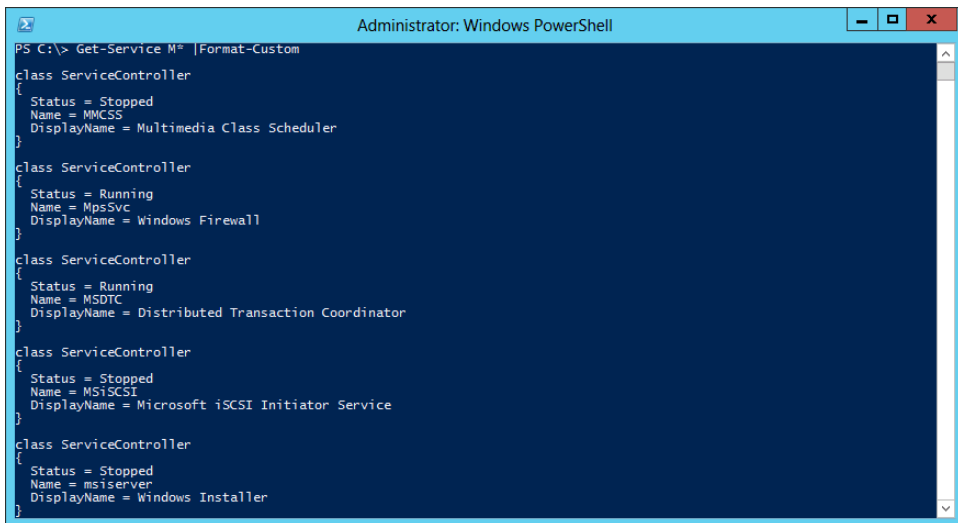 Administrator: Windows PowerShell
PS C:\> Get-Service M* |Format-Custom
class ServiceController
{
Status = Stopped
Name = MMCSS
DisplayName = Multimedia Class Scheduler
}
class ServiceController
{
Status = Running
Name = MpsSvc
DisplayName = Windows Firewall
}
class ServiceController
{
Status = Running
Name = MSDTC
DisplayName = Distributed Transaction Coordinator
}
class ServiceController
{
Status = Stopped
Name = MSiSCSI
DisplayName = Microsoft iSCSI Initiator Service
}
class ServiceController
{
Status = Stopped
Name = msiserver
DisplayName = Windows Installer
}